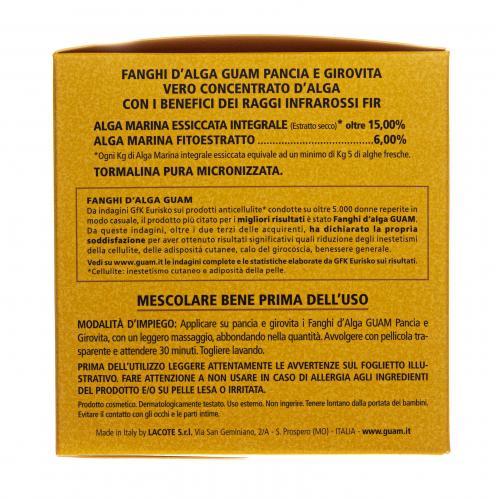 FANGHI D'ALGA GUAM PANCIA E GIROVITA
VERO CONCENTRATO D'ALGA
CON I BENEFICI DEI RAGGI INFRAROSSI FIR
ALGA MARINA ESSICCATA INTEGRALE (Estratto secco)* oltre 15,00%
ALGA MARINA FITOESTRATTO ........................................ 6,00%
*Ogni Kg di Alga Marina integrale essiccata equivale ad un minimo di Kg 5 di alghe fresche.
TORMALINA PURA MICRONIZZATA.
FANGHI D'ALGA GUAM
Da indagini GfK Eurisko sui prodotti anticellulite* condotte su oltre 5.000 donne reperite in
modo casuale, il prodotto più citato per i migliori risultati è stato Fanghi d'alga GUAM.
Da queste indagini, oltre i due terzi delle acquirenti, ha dichiarato la propria
soddisfazione per aver ottenuto risultati significativi quali riduzione degli inestetismi
della cellulite, delle adiposità cutanee, calo del girocoscia, benessere generale.
Vedi su www.guam.it le indagini complete e le statistiche elaborate da GFK Eurisko sui risultati.
*Cellulite: inestetismo cutaneo e adiposità della pelle.
MESCOLARE BENE PRIMA DELL'USO
MODALITÀ D'IMPIEGO: Applicare su pancia e girovita i Fanghi d'Alga GUAM Pancia e
Girovita, con un leggero massaggio, abbondando nella quantità. Avvolgere con pellicola tra-
sparente e attendere 30 minuti. Togliere lavando.
PRIMA DELL'UTILIZZO LEGGERE ATTENTAMENTE LE AVVERTENZE SUL FOGLIETTO ILLU-
STRATIVO. FARE ATTENZIONE A NON USARE IN CASO DI ALLERGIA AGLI INGREDIENTI
DEL PRODOTTO E/O SU PELLE LESA O IRRITATA.
Prodotto cosmetico. Dermatologicamente testato. Uso esterno. Non ingerire. Tenere lontano dalla portata dei bambini.
Evitare il contatto con gli occhi e le parti intime.
Made in Italy by LACOTE S.r.l. Via San Geminiano, 2/A - S. Prospero (MO) - ITALIA - www.guam.it